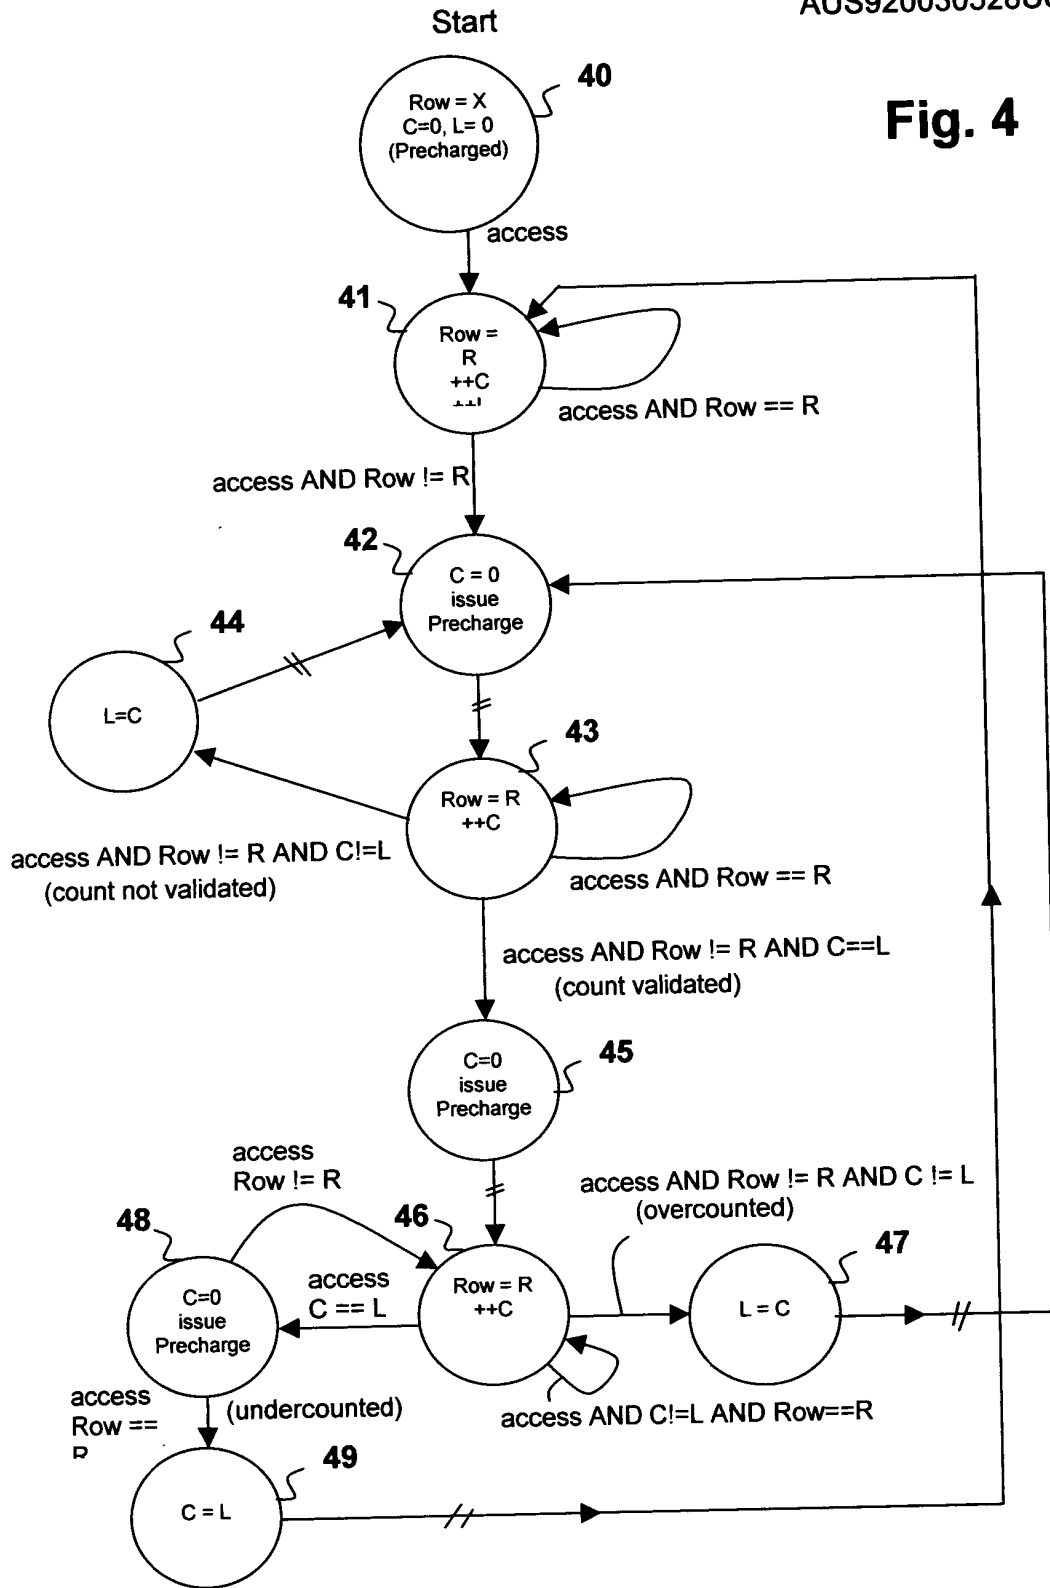 Start
40
Fig. 4
Row = X
C=0, L= 0
(Precharged)
access
41
Row =
R
++C
access AND Row == R
access AND Row != R
42
C = 0
issue
Precharge
44
L=C
43
Row = R
++C
access AND Row != R AND C!=L
(count not validated)
access AND Row == R
access AND Row != R AND C==L
(count validated)
45
C=0
issue
Precharge
access
Row != R
access AND Row != R AND C != L
(overcounted)
48
46
47
C=0
issue
Precharge
access
C == L
Row = R
++C
L = C
access
Row ==
R
(undercounted)
access AND C!=L AND Row==R
49
C = L